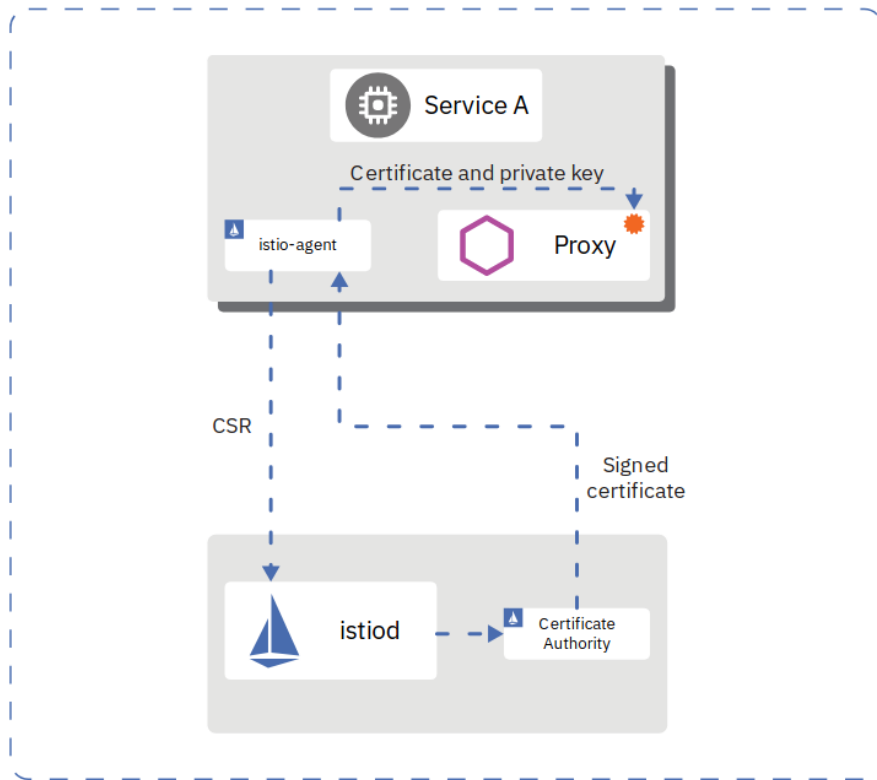 Service A
Certificate and private key
istio-agent
Proxy
CSR
Signed
certificate
istiod
Certificate
Authority